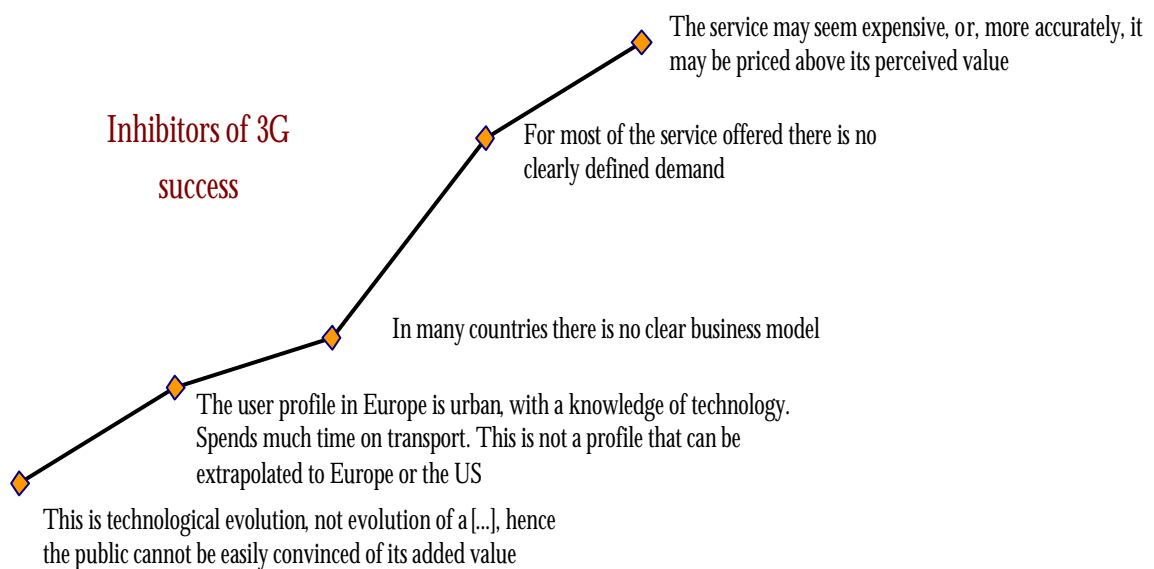 Inhibitors of 3G
success
The service may seem expensive, or, more accurately, it
may be priced above its perceived value
For most of the service offered there is no
clearly defined demand
In many countries there is no clear business model
The user profile in Europe is urban, with a knowledge of technology.
Spends much time on transport. This is not a profile that can be
extrapolated to Europe or the US
This is technological evolution, not evolution of a [...], hence
the public cannot be easily convinced of its added value